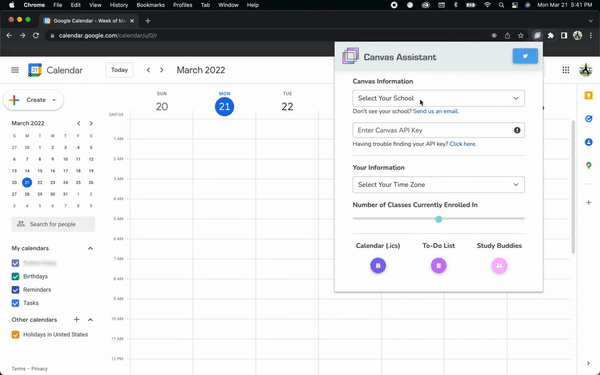 Chrome File Edit View History Bookmarks Profiles Tab Window Help Mon Mar 21 5:41 PM
Google Calendar - Week of M
calendar.google.com/calendar/u/0/r
Calendar Today March 2022
Create
March 2022
S M T W T F S
27 28 1 2 3 4 5
6 7 8 9 10 11 12
13 14 15 16 17 18 19
20 21 22 23 24 25 26
27 28 29 30 31 1 2
3 4 5 6 7 8 9
Search for people
My calendars
Birthdays
Reminders
Tasks
Other calendars
Holidays in United States
Terms – Privacy
SUN MON TUE
20 21 22
GMT-04
1 AM
2 AM
3 AM
4 AM
5 AM
6 AM
7 AM
8 AM
9 AM
10 AM
11 AM
12 PM
Canvas Assistant
Canvas Information
Select Your School
Don't see your school? Send us an email.
Enter Canvas API Key
Having trouble finding your API key? Click here.
Your Information
Select Your Time Zone
Number of Classes Currently Enrolled In
Calendar (.ics) To-Do List Study Buddies